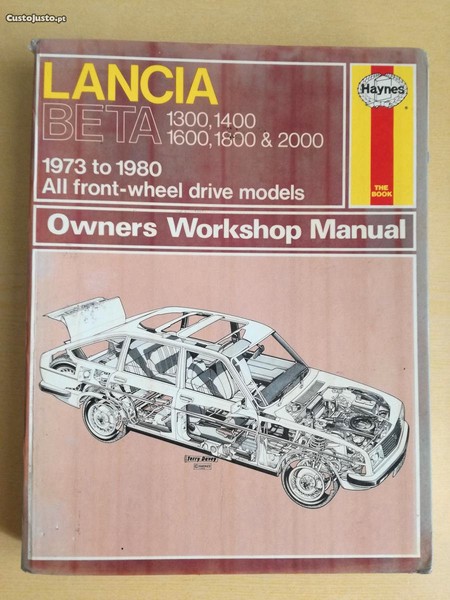 CustoJusto.pt
LANCIA
BETA 1300, 1400
1600, 1800 & 2000
1973 to 1980
All front-wheel drive models
Haynes
®
THE
BOOK
Owners Workshop Manual
Terry Davey